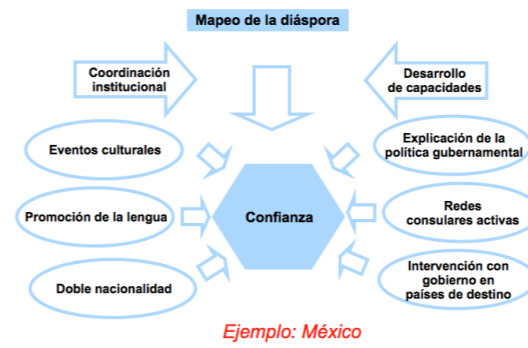 Mapeo de la diáspora
Coordinación
institucional
Desarrollo
de capacidades
Eventos culturales
Explicación de la
política gubernamental
Promoción de la lengua
Confianza
Redes
consulares activas
Doble nacionalidad
Intervención con
gobierno en
países de destino
Ejemplo: México